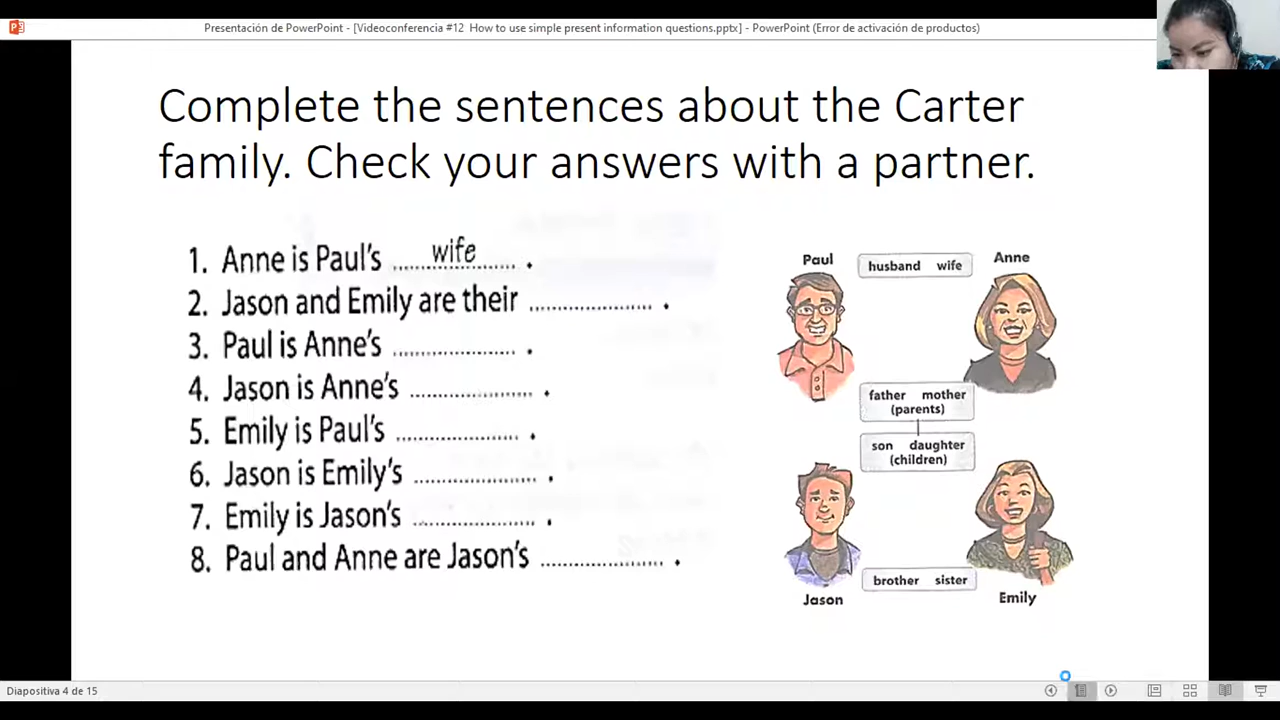 Presentación de PowerPoint - [Videoconferencia #12 How to use simple present information questions.pptx] - PowerPoint (Error de activación de productos)
Complete the sentences about the Carter
family. Check your answers with a partner.
1. Anne is Paul's ....wife.... .
2. Jason and Emily are their .................... .
3. Paul is Anne's .................... .
4. Jason is Anne's .................... .
5. Emily is Paul's .................... .
6. Jason is Emily's .................... .
7. Emily is Jason's .................... .
8. Paul and Anne are Jason's .................... .
Paul
husband wife
Anne
father mother
(parents)
son daughter
(children)
brother sister
Jason
Emily
Diapositiva 4 de 15